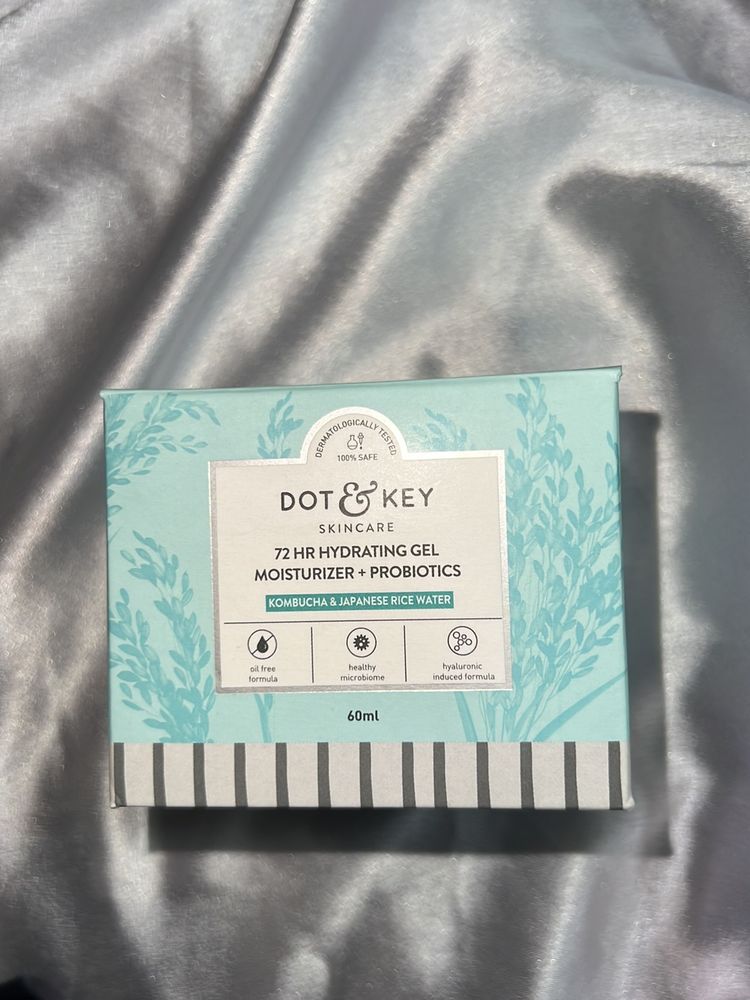 DERMATOLOGICALLY TESTED
100% SAFE
DOT & KEY
SKINCARE
72 HR HYDRATING GEL
MOISTURIZER + PROBIOTICS
KOMBUCHA & JAPANESE RICE WATER
oil free
formula
healthy
microbiome
hyaluronic
induced formula
60ml